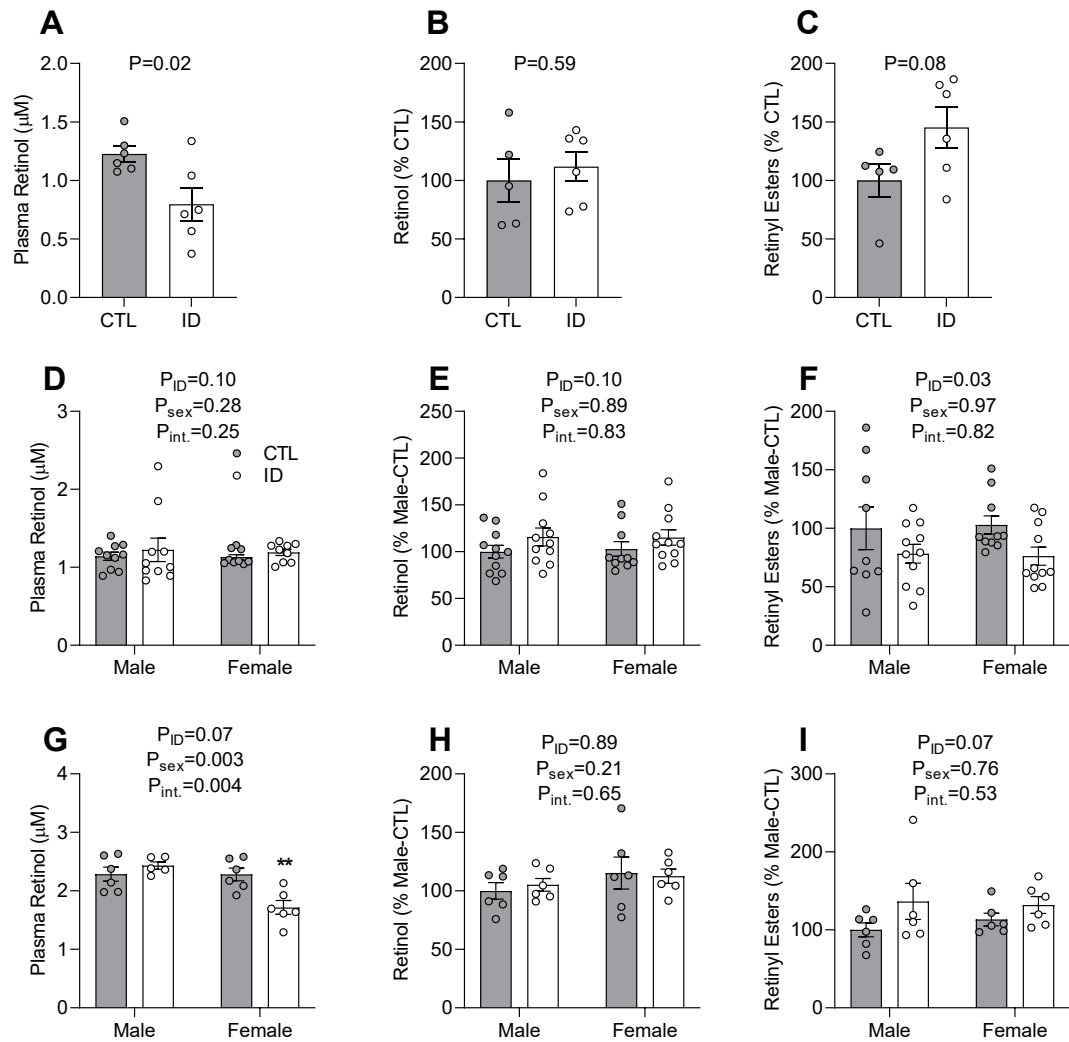 A
P=0.02
Plasma Retinol (μM)
2.0
1.5
1.0
0.5
0.0
CTL
ID
B
P=0.59
Retinol (% CTL)
200
150
100
50
0
CTL
ID
C
P=0.08
Retinyl Esters (% CTL)
200
150
100
50
0
CTL
ID
D
PID=0.10
Psex=0.28
Pint.=0.25
CTL
ID
Plasma Retinol (μM)
3
2
1
0
Male
Female
E
PID=0.10
Psex=0.89
Pint.=0.83
Retinol (% Male-CTL)
250
200
150
100
50
0
Male
Female
F
PID=0.03
Psex=0.97
Pint.=0.82
Retinyl Esters (% Male-CTL)
200
150
100
50
0
Male
Female
G
PID=0.07
Psex=0.003
Pint.=0.004
Plasma Retinol (μM)
4
3
2
1
0
**
Male
Female
H
PID=0.89
Psex=0.21
Pint.=0.65
Retinol (% Male-CTL)
200
150
100
50
0
Male
Female
I
PID=0.07
Psex=0.76
Pint.=0.53
Retinyl Esters (% Male-CTL)
300
200
100
0
Male
Female